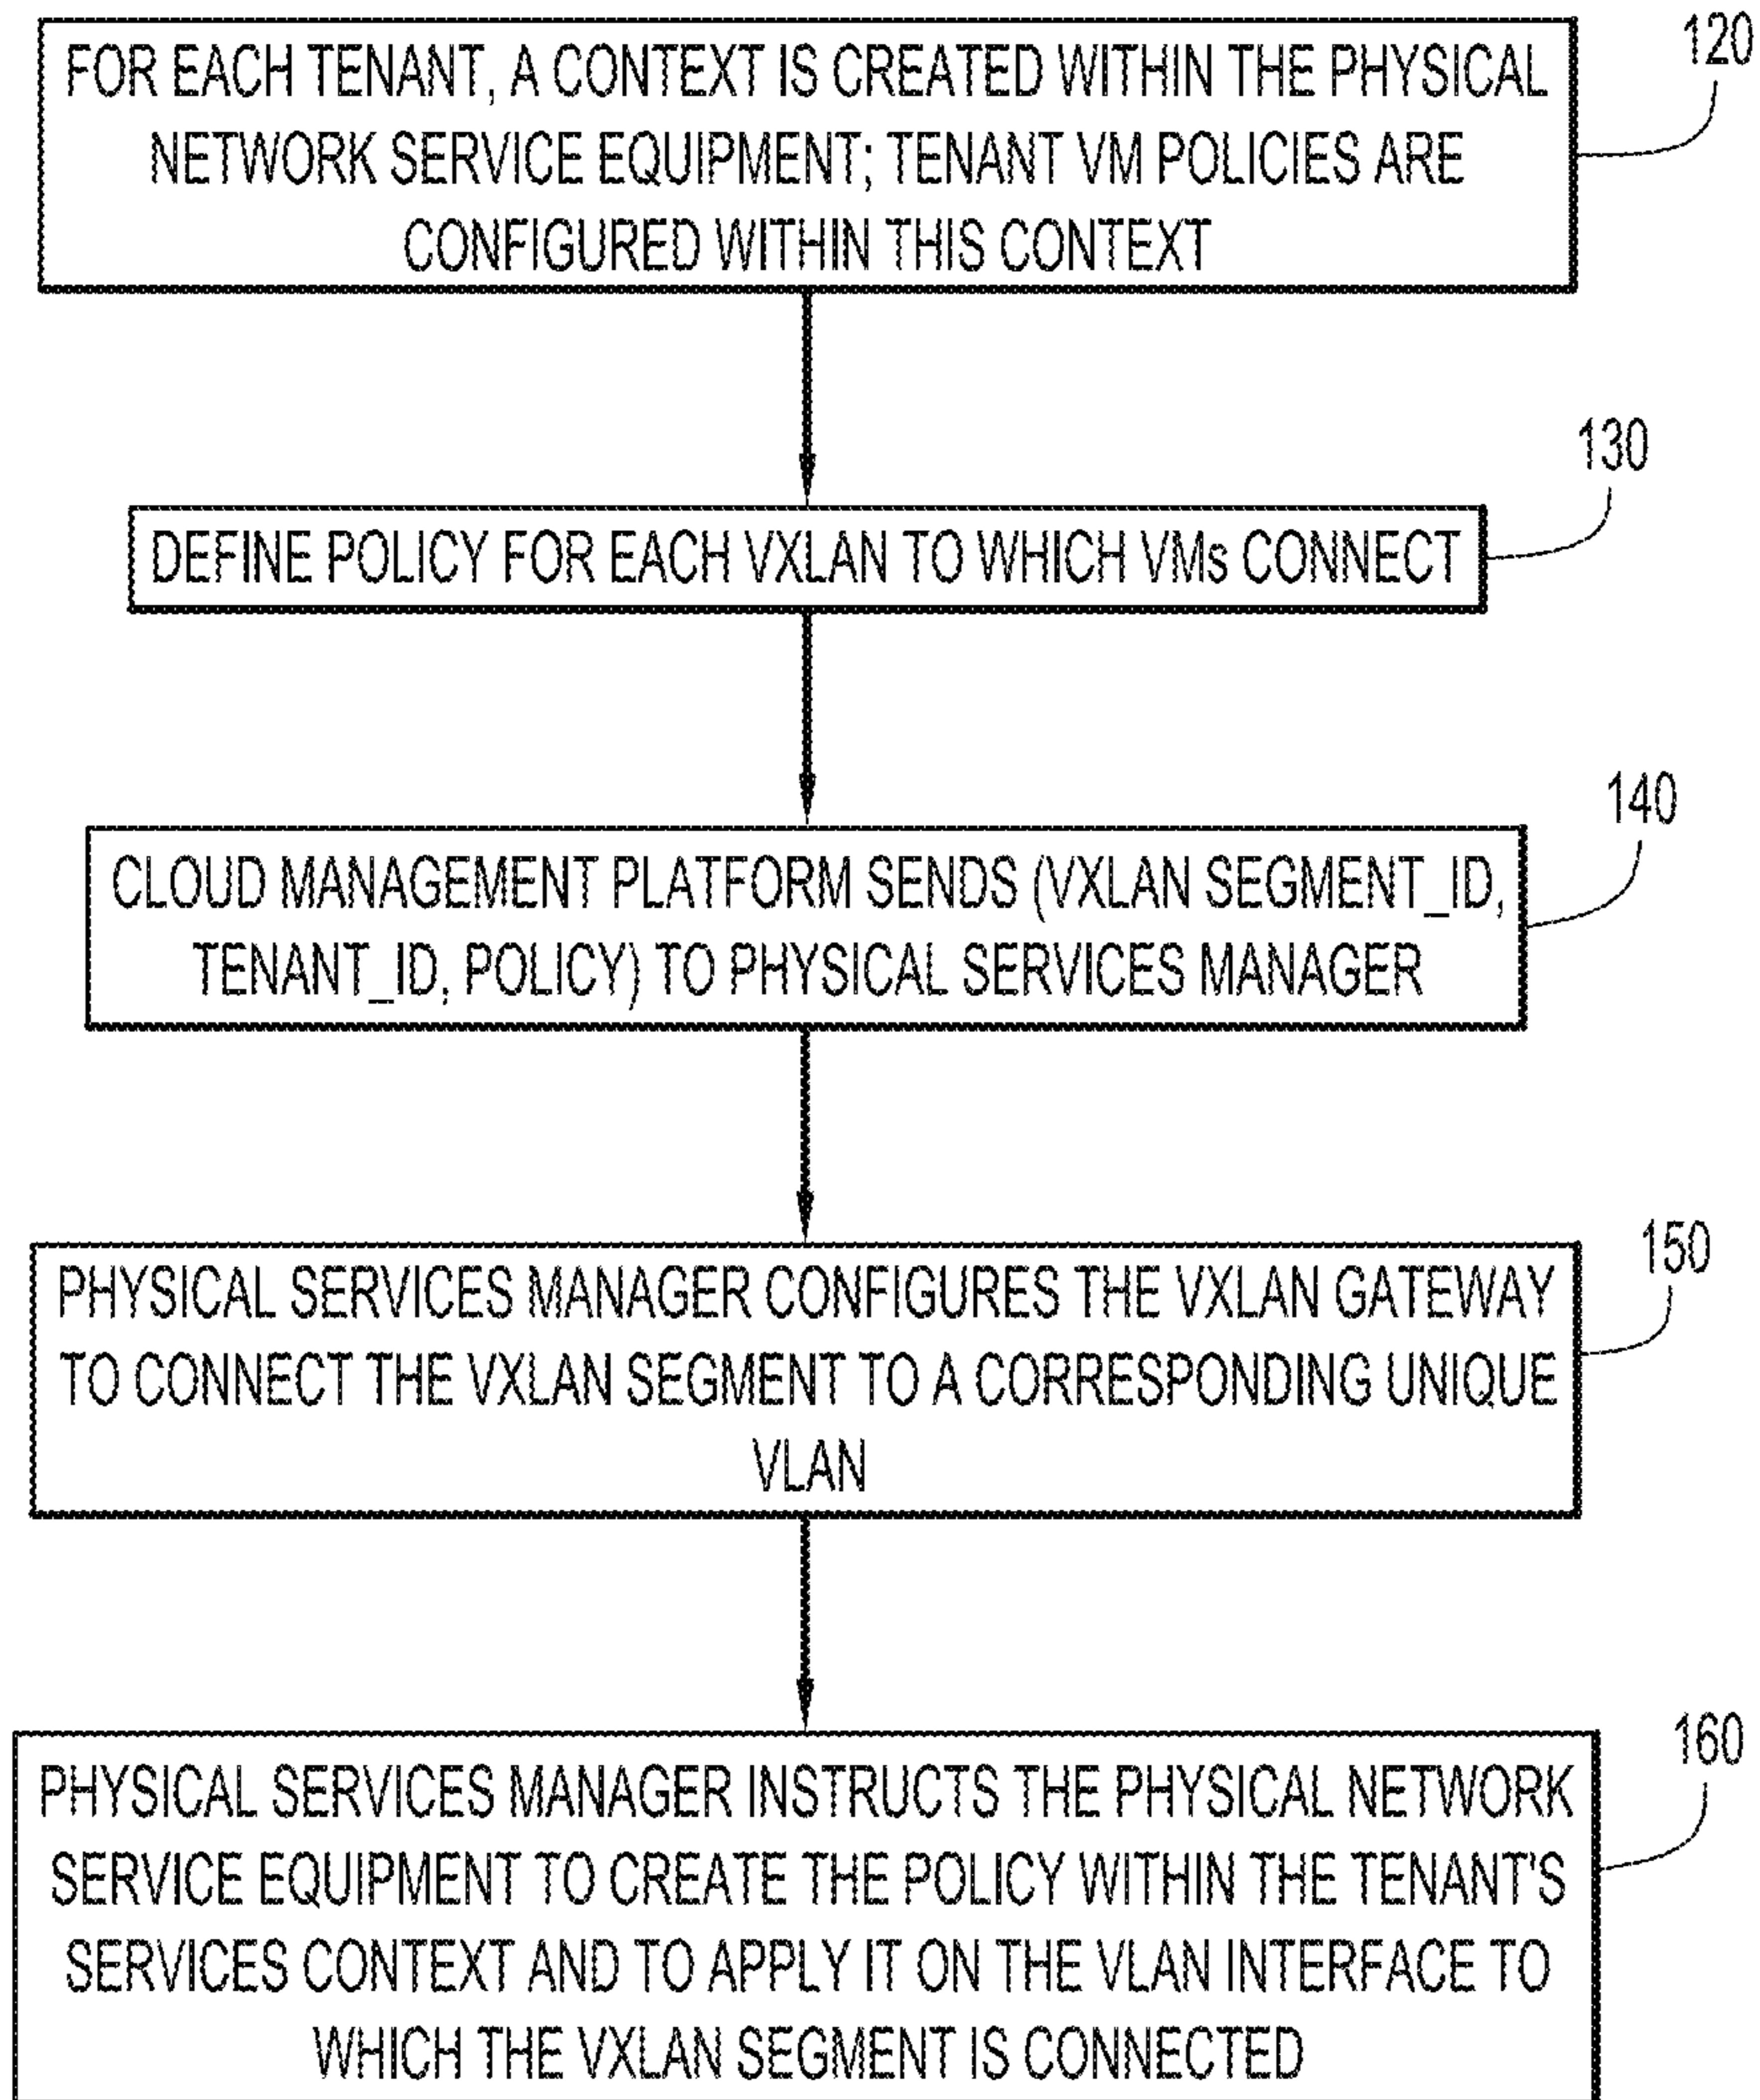 120
FOR EACH TENANT, A CONTEXT IS CREATED WITHIN THE PHYSICAL
NETWORK SERVICE EQUIPMENT; TENANT VM POLICIES ARE
CONFIGURED WITHIN THIS CONTEXT
130
DEFINE POLICY FOR EACH VXLAN TO WHICH VMs CONNECT
140
CLOUD MANAGEMENT PLATFORM SENDS (VXLAN SEGMENT_ID,
TENANT_ID, POLICY) TO PHYSICAL SERVICES MANAGER
150
PHYSICAL SERVICES MANAGER CONFIGURES THE VXLAN GATEWAY
TO CONNECT THE VXLAN SEGMENT TO A CORRESPONDING UNIQUE
VLAN
160
PHYSICAL SERVICES MANAGER INSTRUCTS THE PHYSICAL NETWORK
SERVICE EQUIPMENT TO CREATE THE POLICY WITHIN THE TENANT'S
SERVICES CONTEXT AND TO APPLY IT ON THE VLAN INTERFACE TO
WHICH THE VXLAN SEGMENT IS CONNECTED